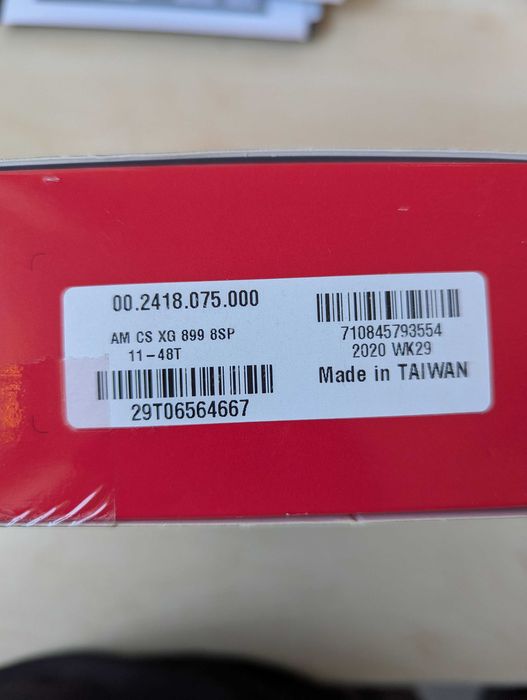 00.2418.075.000
AM CS XG 899 8SP
11-48T
29T06564667
710845793554
2020 WK29
Made in TAIWAN